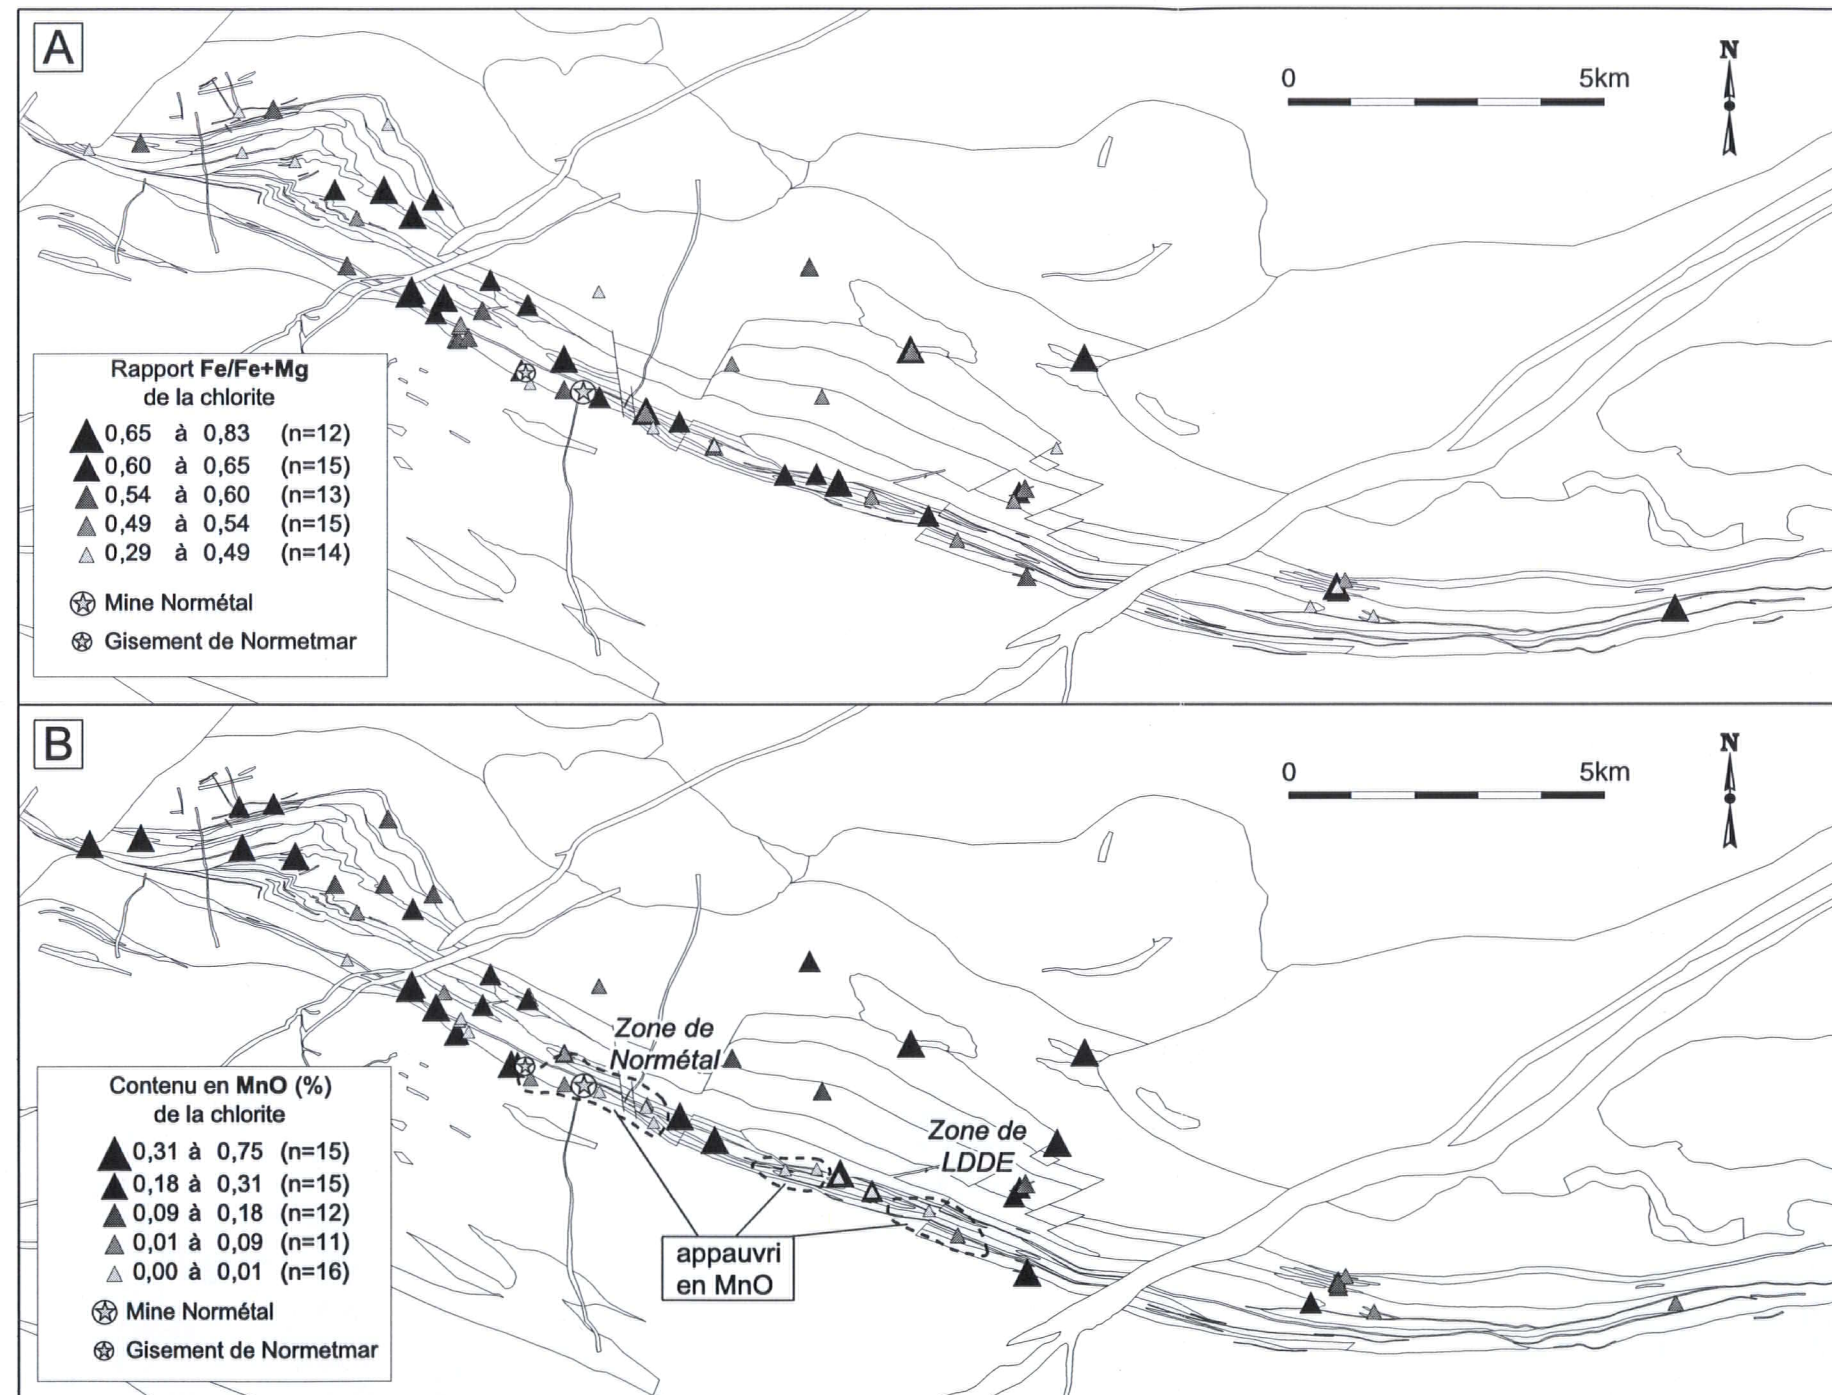 A
0 5km
N
Rapport Fe/Fe+Mg
de la chlorite
0,65 à 0,83 (n=12)
0,60 à 0,65 (n=15)
0,54 à 0,60 (n=13)
0,49 à 0,54 (n=15)
0,29 à 0,49 (n=14)
Mine Normétal
Gisement de Normetmar
B
0 5km
N
Zone de
Normétal
Zone de
LDDE
appauvri
en MnO
Contenu en MnO (%)
de la chlorite
0,31 à 0,75 (n=15)
0,18 à 0,31 (n=15)
0,09 à 0,18 (n=12)
0,01 à 0,09 (n=11)
0,00 à 0,01 (n=16)
Mine Normétal
Gisement de Normetmar